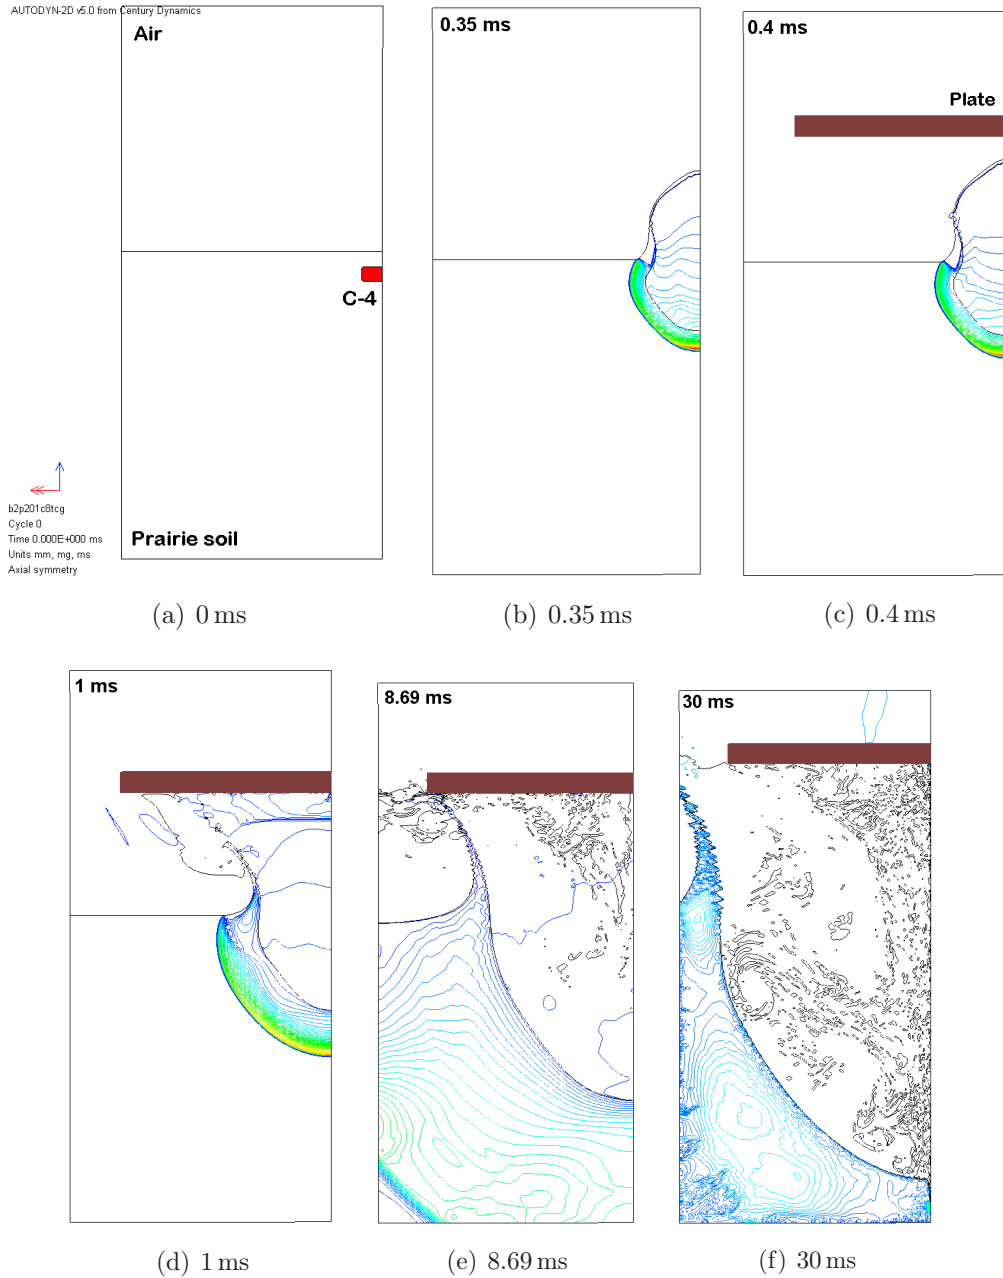 AUTODYN-2D v5.0 from Century Dynamics
Air
0.35 ms
0.4 ms
Plate
C-4
b2p201c8tcg
Cycle 0
Time 0.000E+000 ms
Units mm, mg, ms
Axial symmetry
Prairie soil
(a) 0 ms
(b) 0.35 ms
(c) 0.4 ms
1 ms
8.69 ms
30 ms
(d) 1 ms
(e) 8.69 ms
(f) 30 ms